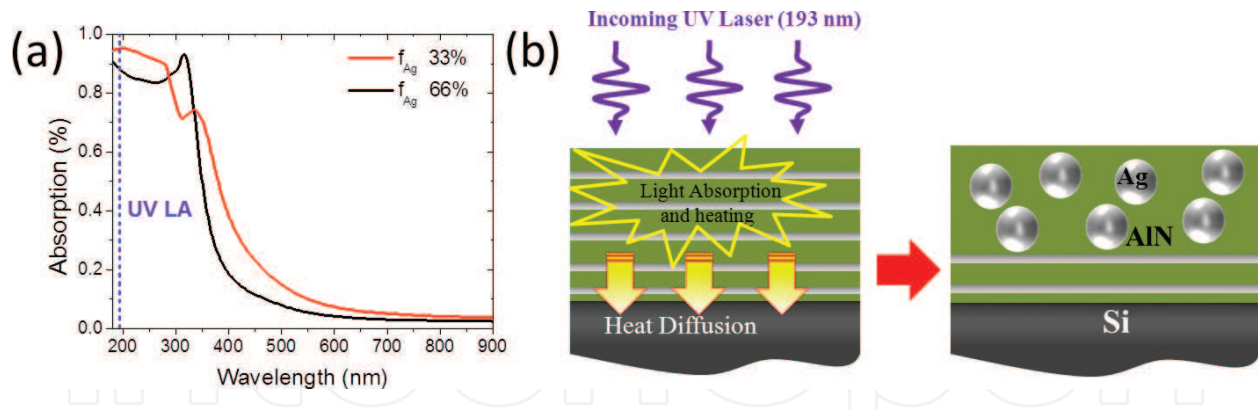 (a)
1.0
0.8
0.6
0.4
0.2
0.0
Absorption (%)
f_Ag 33%
f_Ag 66%
UV LA
200 300 400 500 600 700 800 900
Wavelength (nm)
(b)
Incoming UV Laser (193 nm)
Light Absorption
and heating
Heat Diffusion
Ag
AlN
Si